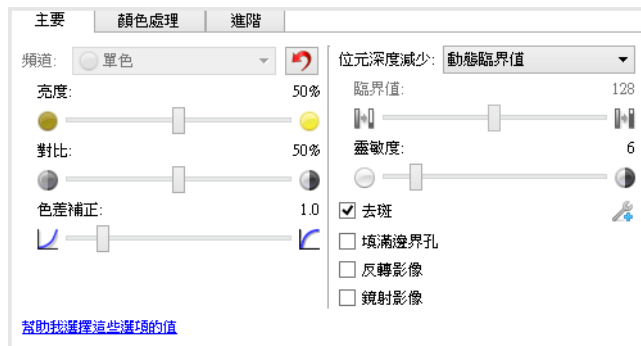 主要
顏色處理
進階
頻道:
單色
亮度:
50%
對比:
50%
色差補正:
1.0
幫助我選擇這些選項的值
位元深度減少:
動態臨界值
臨界值:
128
靈敏度:
6
去斑
填滿邊界孔
反轉影像
鏡射影像